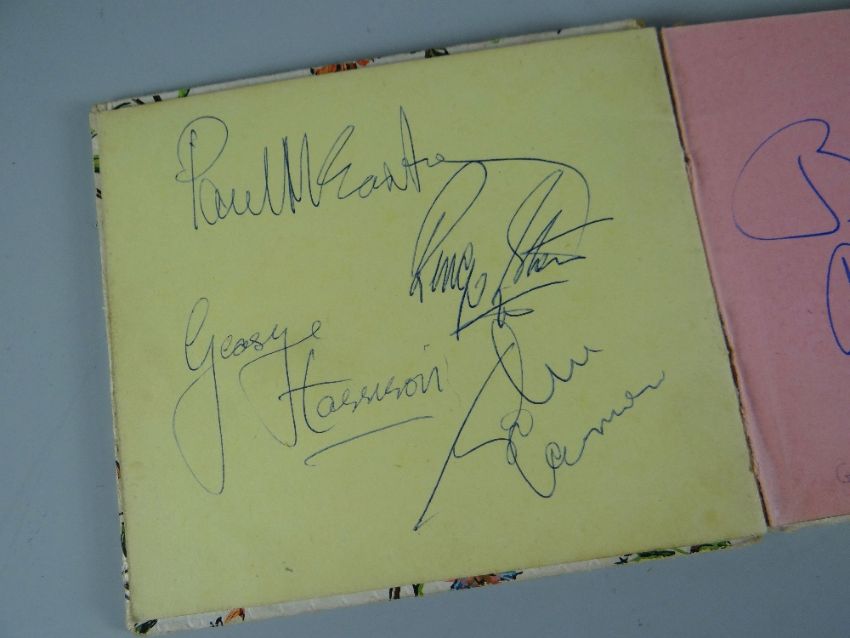 Paul McCartney
Ringo Starr
George
Harrison
John
Lennon
B